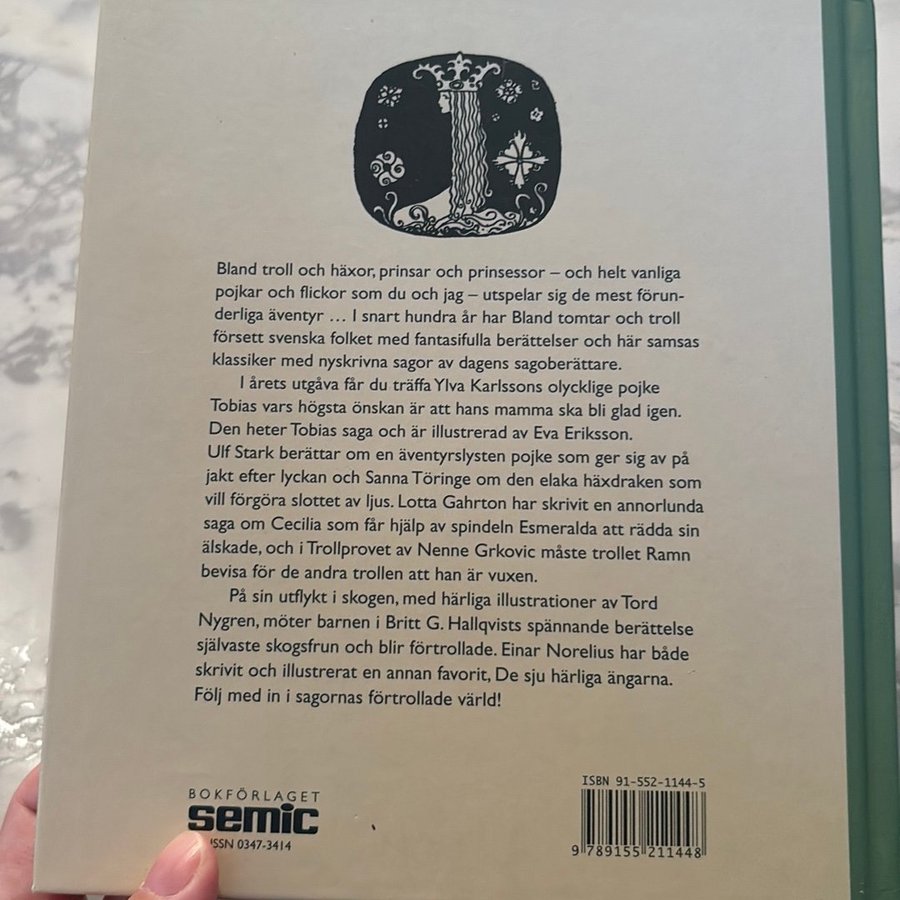 Bland troll och häxor, prinsar och prinsessor – och helt vanliga
pojkar och flickor som du och jag – utspelar sig de mest förun-
derliga äventyr ... I snart hundra år har Bland tomtar och troll
försett svenska folket med fantasifulla berättelser och här samsas
klassiker med nyskrivna sagor av dagens sagoberättare.
I årets utgåva får du träffa Ylva Karlssons olycklige pojke
Tobias vars högsta önskan är att hans mamma ska bli glad igen.
Den heter Tobias saga och är illustrerad av Eva Eriksson.
Ulf Stark berättar om en äventyrslysten pojke som ger sig av på
jakt efter lyckan och Sanna Töringe om den elaka häxdraken som
vill förgöra slottet av ljus. Lotta Gahrton har skrivit en annorlunda
saga om Cecilia som får hjälp av spindeln Esmeralda att rädda sin
älskade, och i Trollprovet av Nenne Grkovic måste trollet Ramn
bevisa för de andra trollen att han är vuxen.
På sin utflykt i skogen, med härliga illustrationer av Tord
Nygren, möter barnen i Britt G. Hallqvists spännande berättelse
självaste skogsfrun och blir förtrollade. Einar Norelius har både
skrivit och illustrerat en annan favorit, De sju härliga ängarna.
Följ med in i sagornas förtrollade värld!
BOKFÖRLAGET
semic
ISSN 0347-3414
ISBN 91-552-1144-5
9 789155 211448